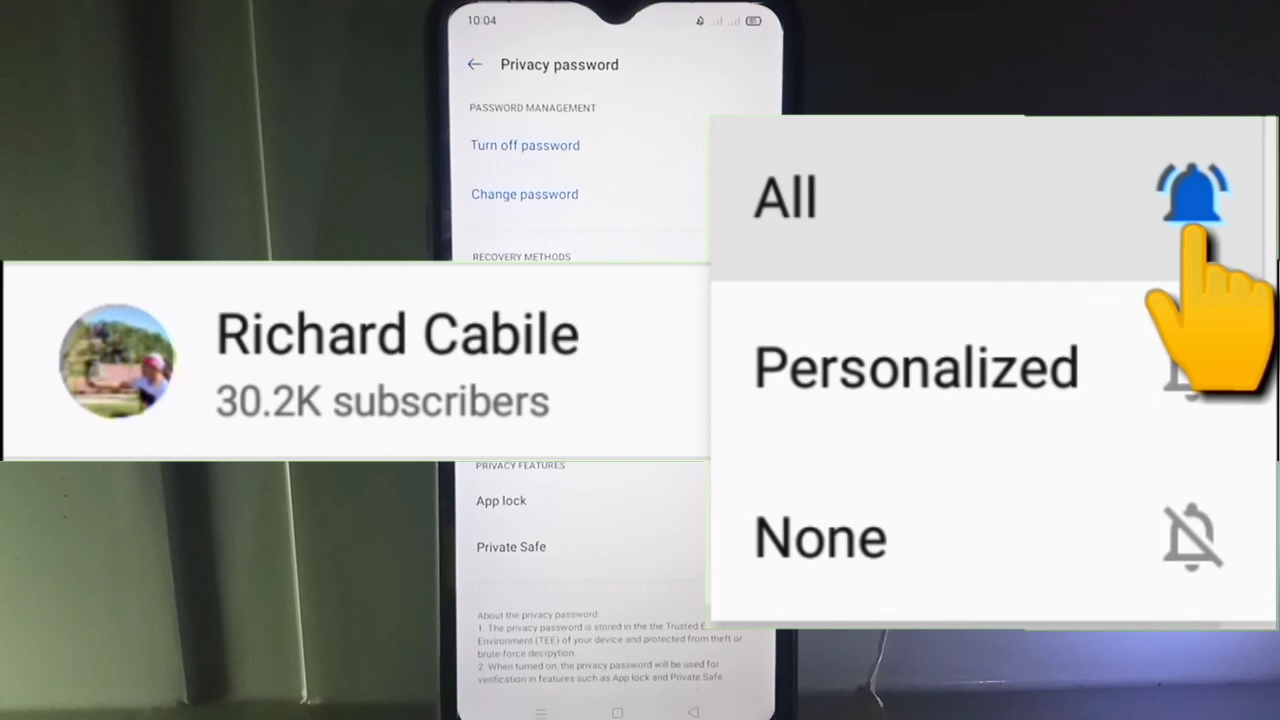 10:04
Privacy password
PASSWORD MANAGEMENT
Turn off password
Change password
RECOVERY METHODS
All
Richard Cabile
30.2K subscribers
Personalized
None
PRIVACY FEATURES
App lock
Private Safe
About the privacy password:
1. The privacy password is stored in the the Trusted E
Environment (TEE) of your device and protected from theft or
brute-force decrpytion.
2. When turned on, the privacy password will be used for
verification in features such as App lock and Private Safe